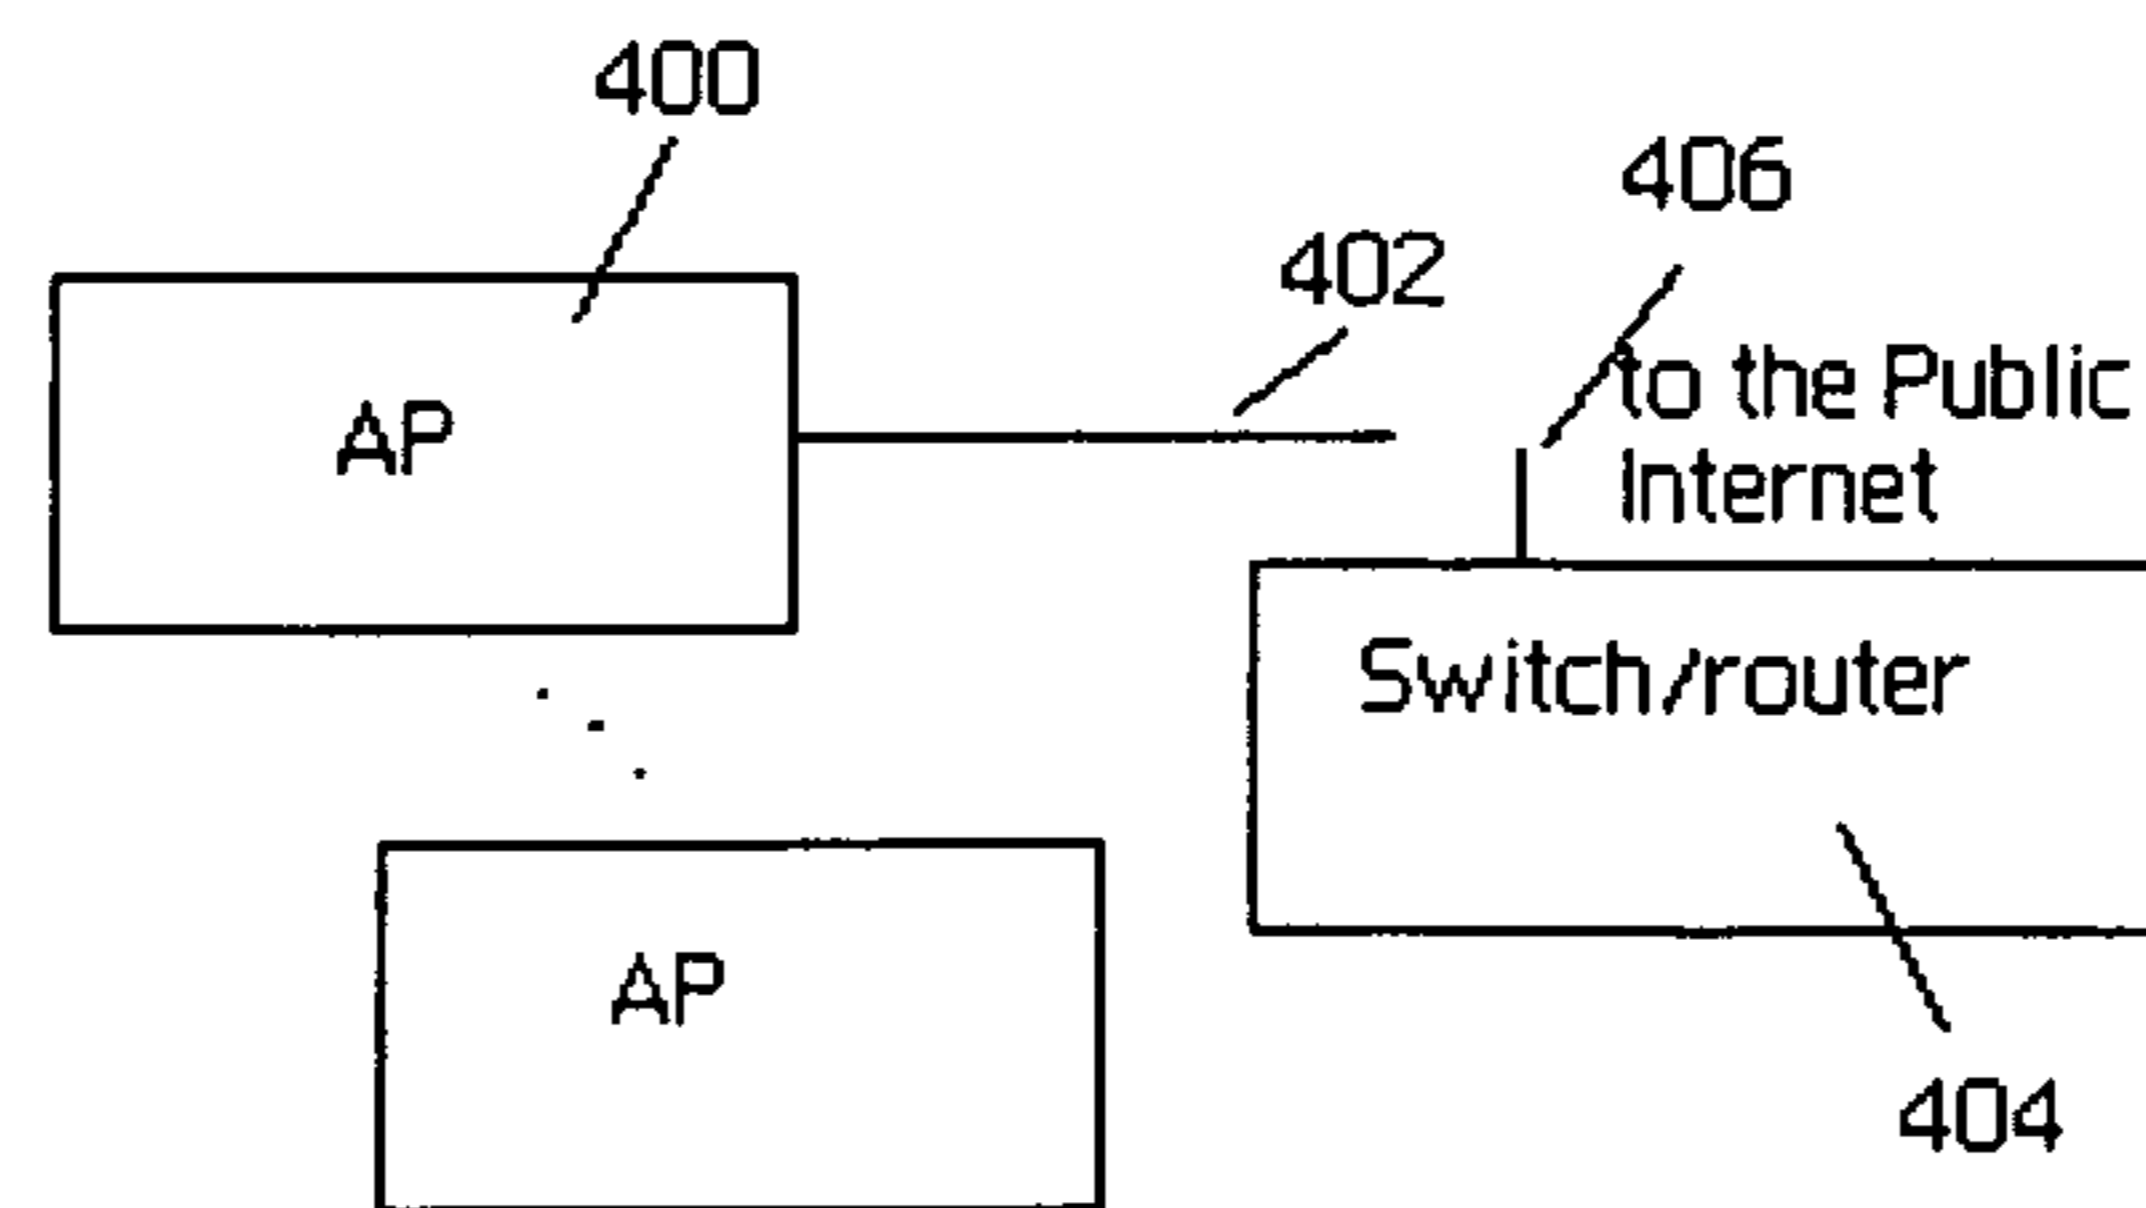 400
406
402
to the Public
Internet
AP
Switch/router
AP
404